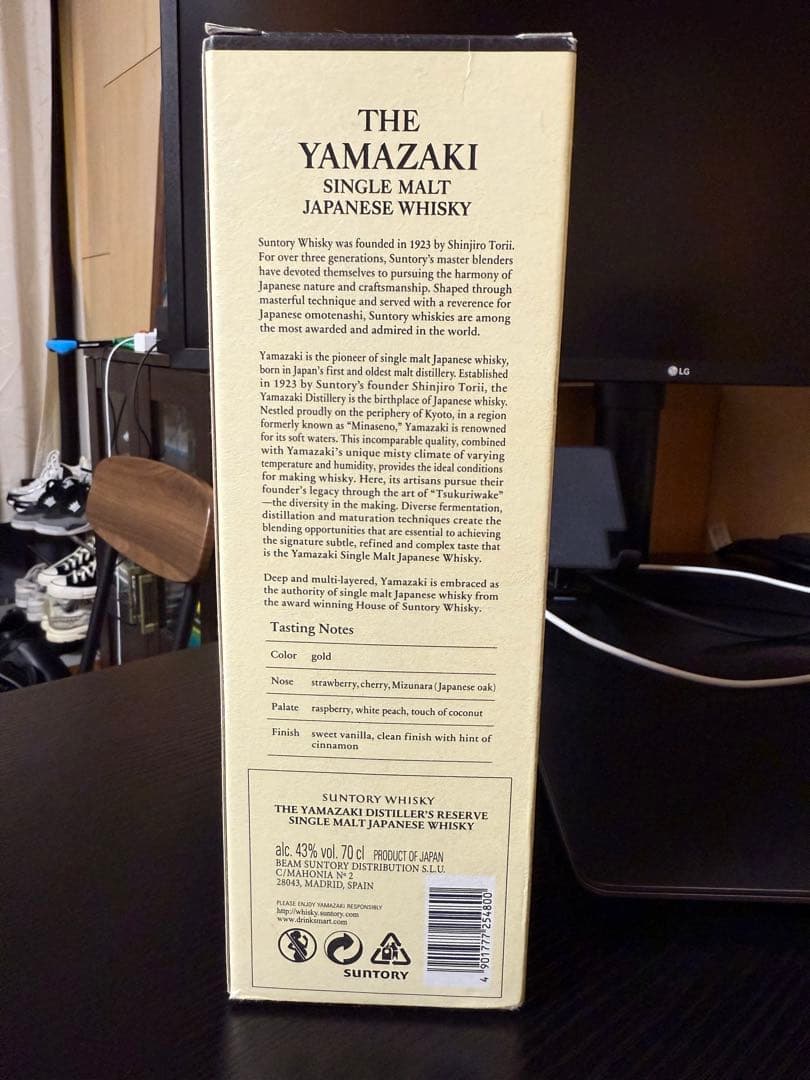 THE
YAMAZAKI
SINGLE MALT
JAPANESE WHISKY
Suntory Whisky was founded in 1923 by Shinjiro Torii.
For over three generations, Suntory's master blenders
have devoted themselves to pursuing the harmony of
Japanese nature and craftsmanship. Shaped through
masterful technique and served with a reverence for
Japanese omotenashi, Suntory whiskies are among
the most awarded and admired in the world.
Yamazaki is the pioneer of single malt Japanese whisky,
born in Japan's first and oldest malt distillery. Established
in 1923 by Suntory's founder Shinjiro Torii, the
Yamazaki Distillery is the birthplace of Japanese whisky.
Nestled proudly on the periphery of Kyoto, in a region
formerly known as “Minaseno,” Yamazaki is renowned
for its soft waters. This incomparable quality, combined
with Yamazaki's unique misty climate of varying
temperature and humidity, provides the ideal conditions
for making whisky. Here, its artisans pursue their
founder's legacy through the art of “Tsukuriwake”
—the diversity in the making. Diverse fermentation,
distillation and maturation techniques create the
blending opportunities that are essential to achieving
the signature subtle, refined and complex taste that
is the Yamazaki Single Malt Japanese Whisky.
Deep and multi-layered, Yamazaki is embraced as
the authority of single malt Japanese whisky from
the award winning House of Suntory Whisky.
Tasting Notes
Color gold
Nose strawberry, cherry, Mizunara (Japanese oak)
Palate raspberry, white peach, touch of coconut
Finish sweet vanilla, clean finish with hint of
cinnamon
SUNTORY WHISKY
THE YAMAZAKI DISTILLER'S RESERVE
SINGLE MALT JAPANESE WHISKY
alc. 43% vol. 70 cl PRODUCT OF JAPAN
BEAM SUNTORY DISTRIBUTION S.L.U.
C/MAHONIA Nº 2
28043, MADRID, SPAIN
PLEASE ENJOY YAMAZAKI RESPONSIBLY
http://whisky.suntory.com
www.drinksmart.com
SUNTORY
4 901777 254800
LG